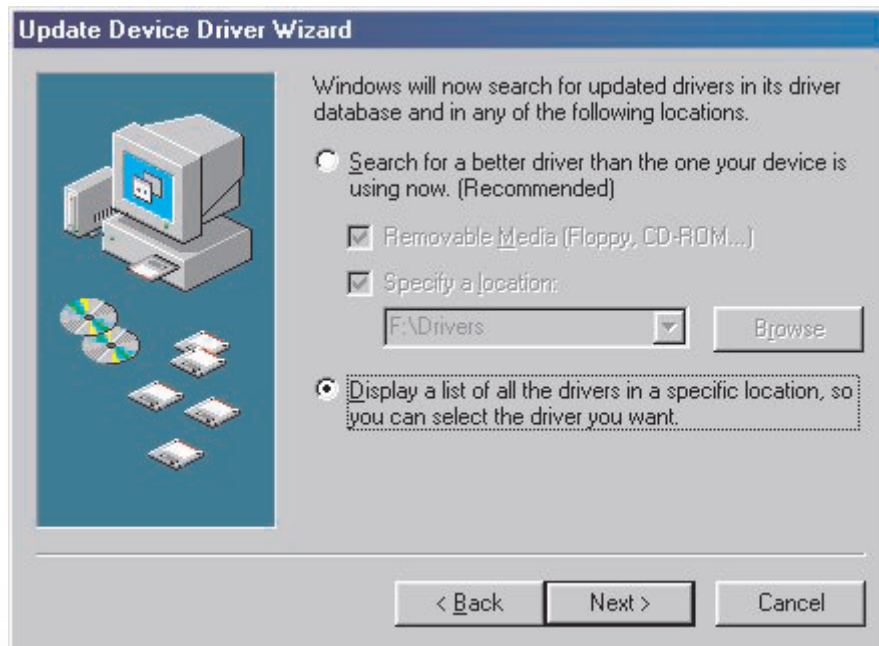 Update Device Driver Wizard
Windows will now search for updated drivers in its driver
database and in any of the following locations.
Search for a better driver than the one your device is
using now. (Recommended)
Removable Media (Floppy, CD-ROM...)
Specify a location:
F:\Drivers
Browse
Display a list of all the drivers in a specific location, so
you can select the driver you want.
< Back
Next >
Cancel